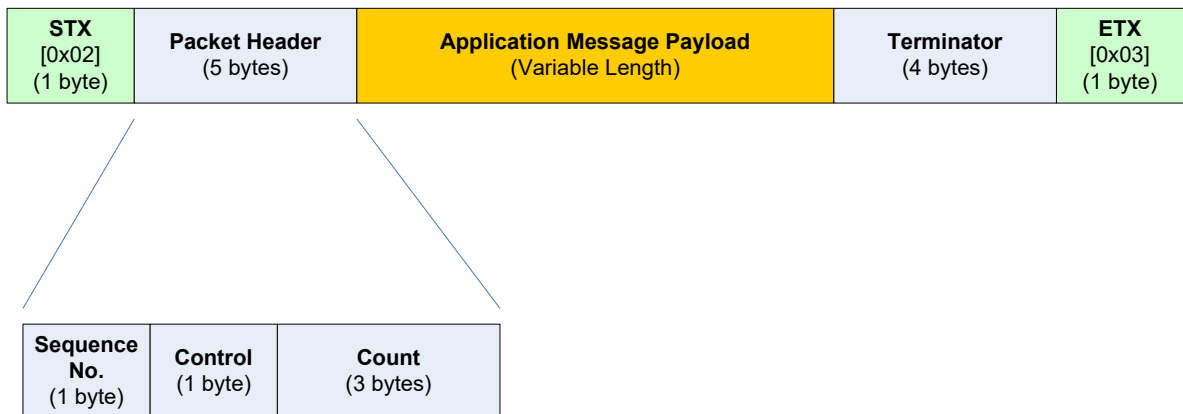 STX
[0x02]
(1 byte)
Packet Header
(5 bytes)
Application Message Payload
(Variable Length)
Terminator
(4 bytes)
ETX
[0x03]
(1 byte)
Sequence
No.
(1 byte)
Control
(1 byte)
Count
(3 bytes)